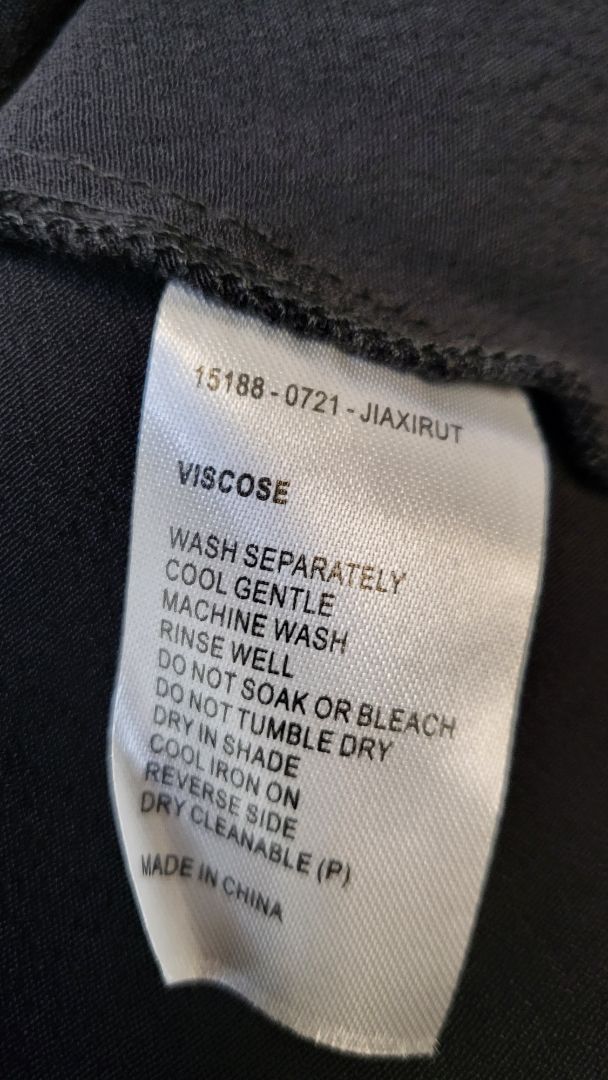 15188 - 0721 - JIAXIRUT
VISCOSE
WASH SEPARATELY
COOL GENTLE
MACHINE WASH
RINSE WELL
DO NOT SOAK OR BLEACH
DO NOT TUMBLE DRY
DRY IN SHADE
COOL IRON ON
REVERSE SIDE
DRY CLEANABLE (P)
MADE IN CHINA